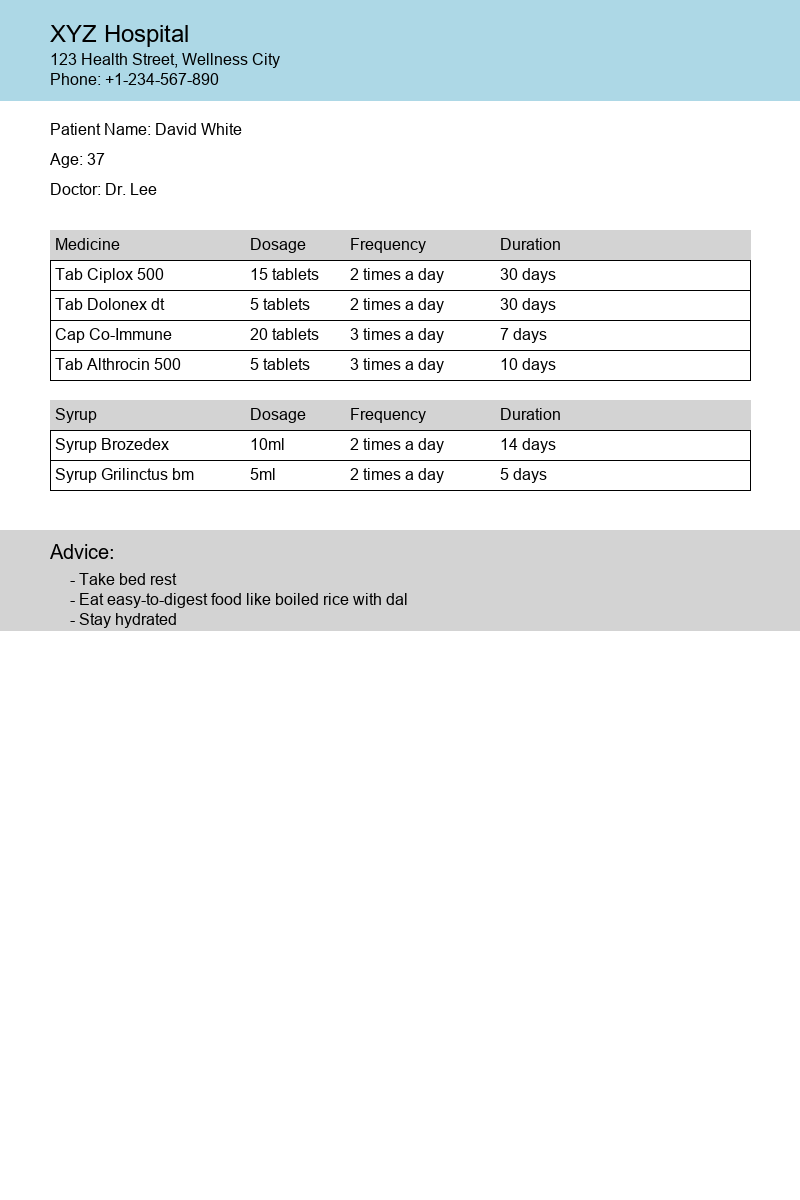 XYZ Hospital
123 Health Street, Wellness City
Phone: +1-234-567-890
Patient Name: David White
Age: 37
Doctor: Dr. Lee
Medicine Dosage Frequency Duration
Tab Ciplox 500 15 tablets 2 times a day 30 days
Tab Dolonex dt 5 tablets 2 times a day 30 days
Cap Co-Immune 20 tablets 3 times a day 7 days
Tab Althrocin 500 5 tablets 3 times a day 10 days
Syrup Dosage Frequency Duration
Syrup Brozedex 10ml 2 times a day 14 days
Syrup Grilinctus bm 5ml 2 times a day 5 days
Advice:
- Take bed rest
- Eat easy-to-digest food like boiled rice with dal
- Stay hydrated